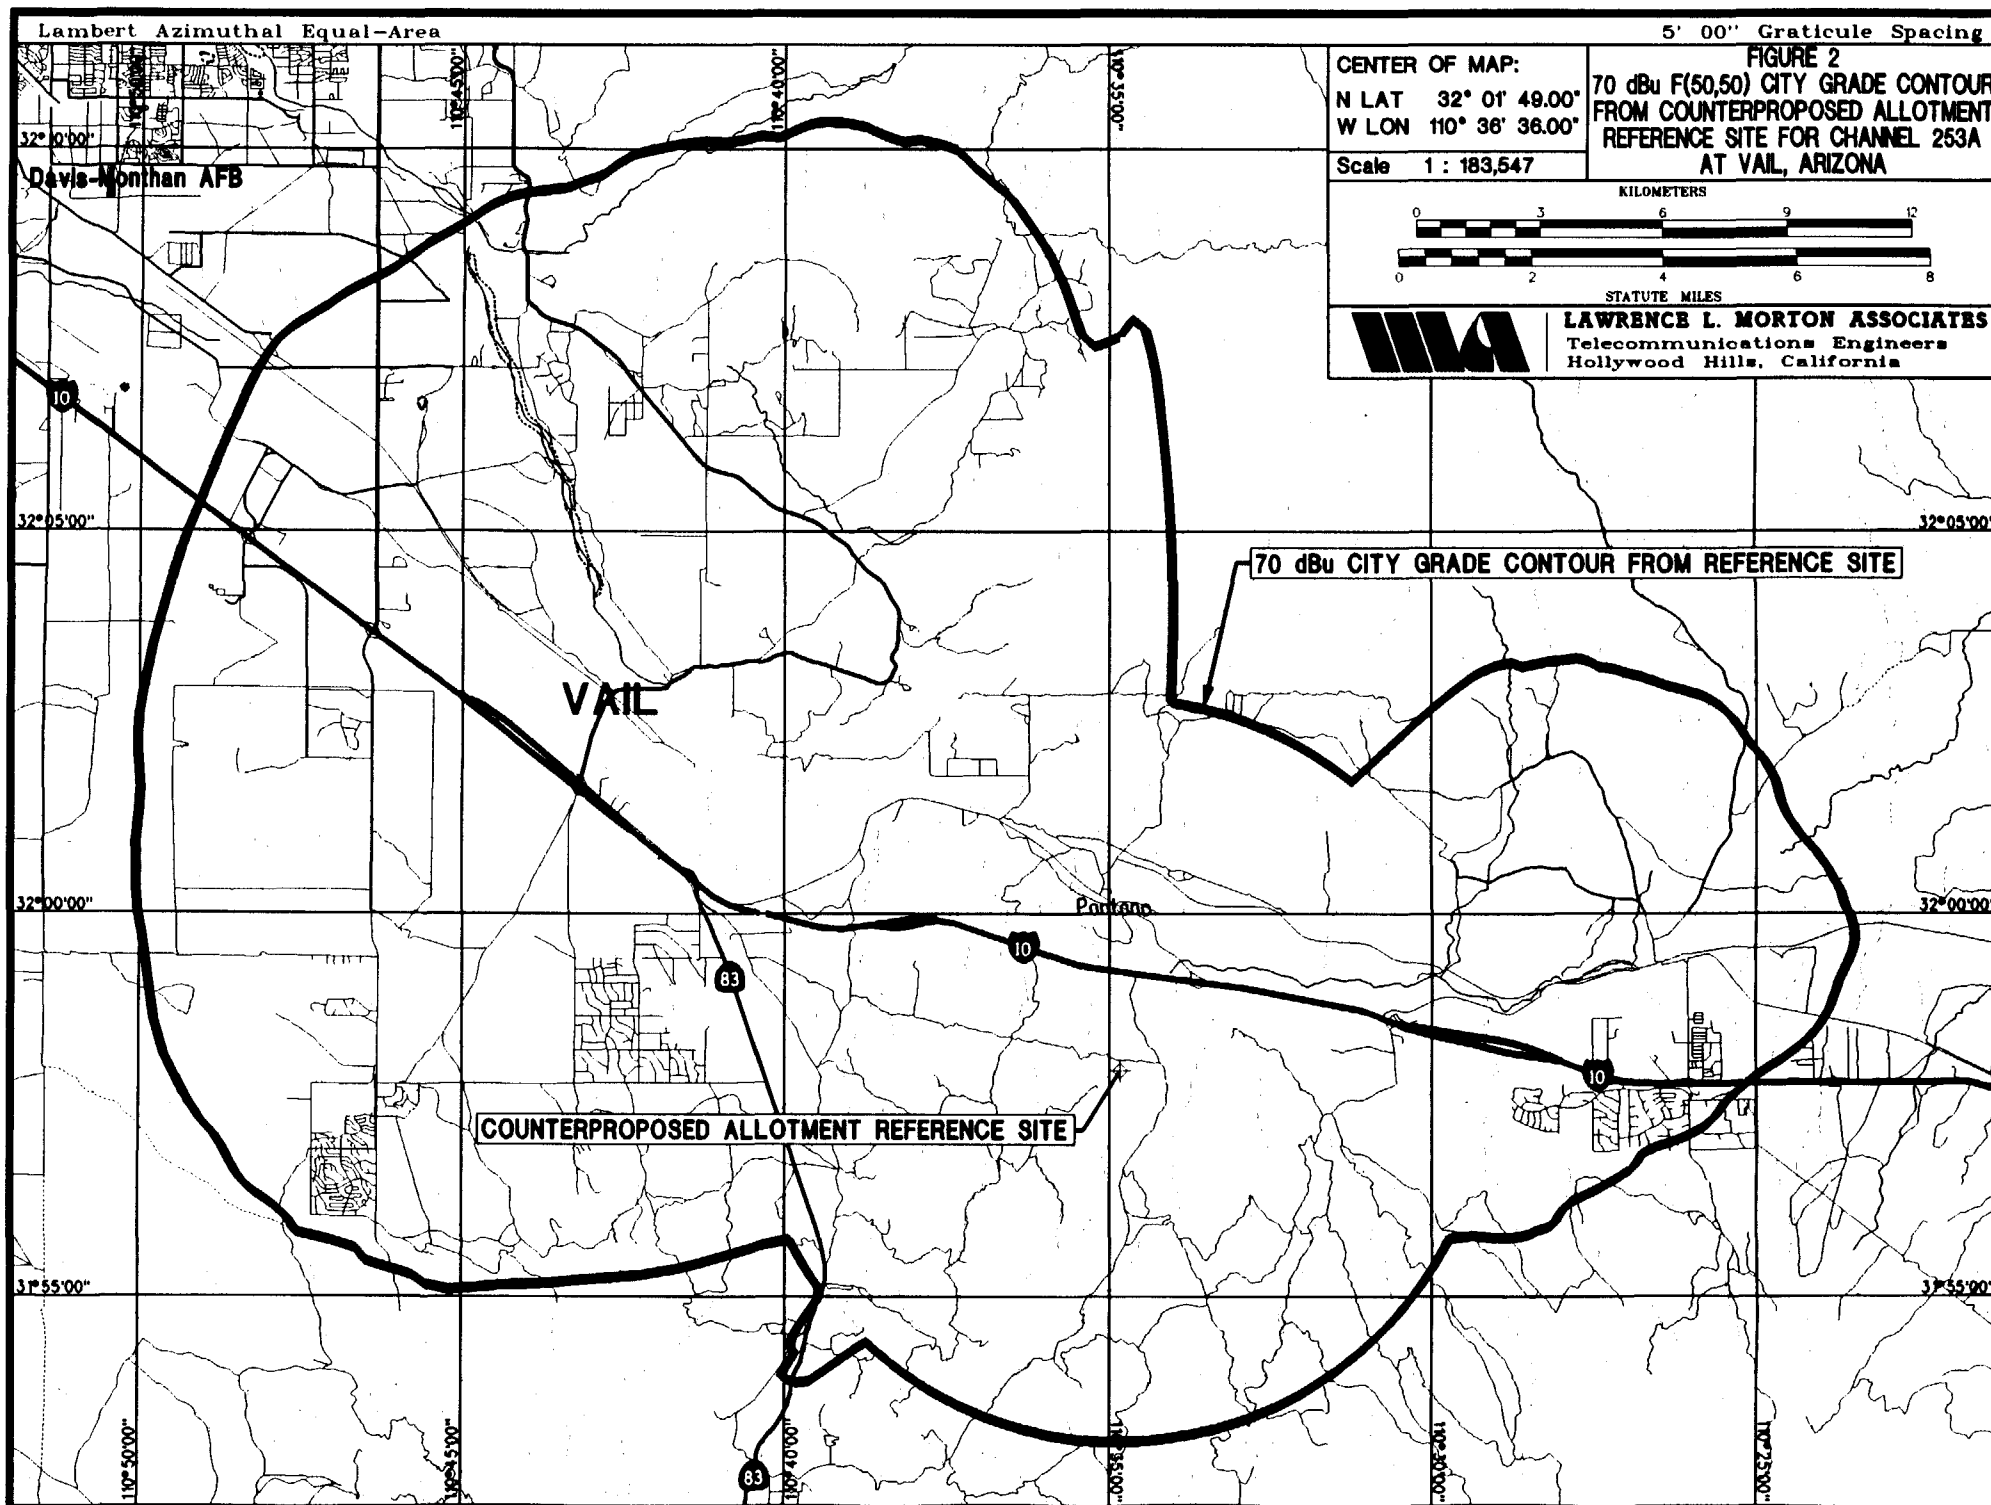 Lambert Azimuthal Equal-Area
5' 00" Graticule Spacing
CENTER OF MAP:
N LAT 32° 01' 49.00"
W LON 110° 36' 36.00"
Scale 1 : 183,547
FIGURE 2
70 dBu F(50,50) CITY GRADE CONTOUR
FROM COUNTERPROPOSED ALLOTMENT
REFERENCE SITE FOR CHANNEL 253A
AT VAIL, ARIZONA
KILOMETERS
0 3 6 9 12
0 2 4 6 8
STATUTE MILES
LAWRENCE L. MORTON ASSOCIATES
Telecommunications Engineers
Hollywood Hills, California
110°45'00"
110°40'00"
110°35'00"
Davis-Monthan AFB
10
32°05'00"
32°05'00"
70 dBu CITY GRADE CONTOUR FROM REFERENCE SITE
VAIL
32°00'00"
Pantano
32°00'00"
10
83
10
COUNTERPROPOSED ALLOTMENT REFERENCE SITE
31°55'00"
31°55'00"
83
110°50'00"
110°45'00"
110°40'00"
110°35'00"
110°30'00"
110°25'00"